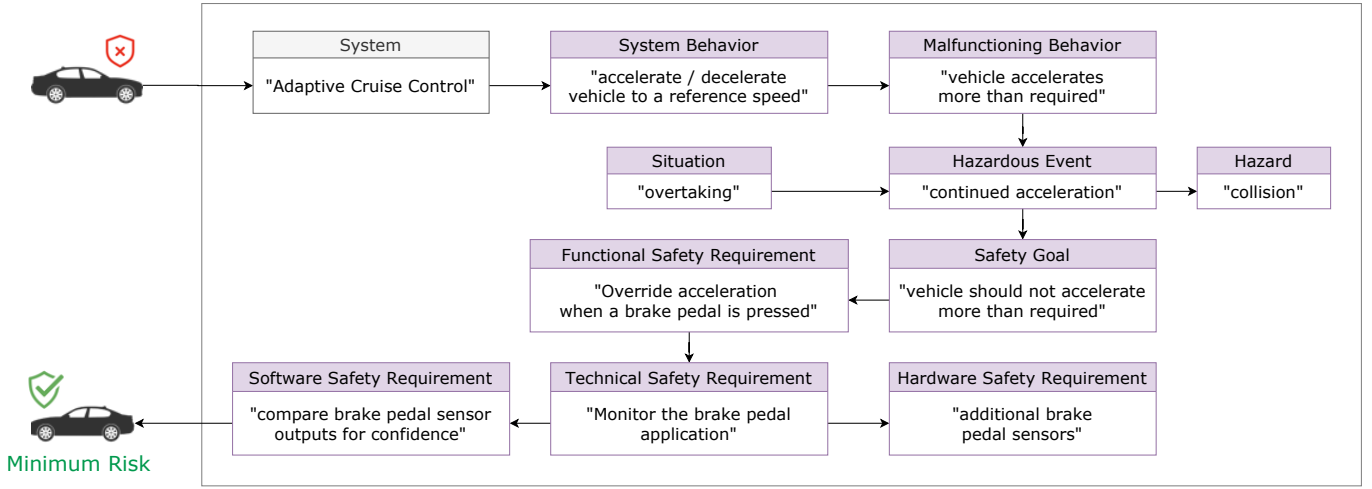 System
"Adaptive Cruise Control"
System Behavior
"accelerate / decelerate
vehicle to a reference speed"
Malfunctioning Behavior
"vehicle accelerates
more than required"
Situation
"overtaking"
Hazardous Event
"continued acceleration"
Hazard
"collision"
Functional Safety Requirement
"Override acceleration
when a brake pedal is pressed"
Safety Goal
"vehicle should not accelerate
more than required"
Software Safety Requirement
"compare brake pedal sensor
outputs for confidence"
Technical Safety Requirement
"Monitor the brake pedal
application"
Hardware Safety Requirement
"additional brake
pedal sensors"
Minimum Risk